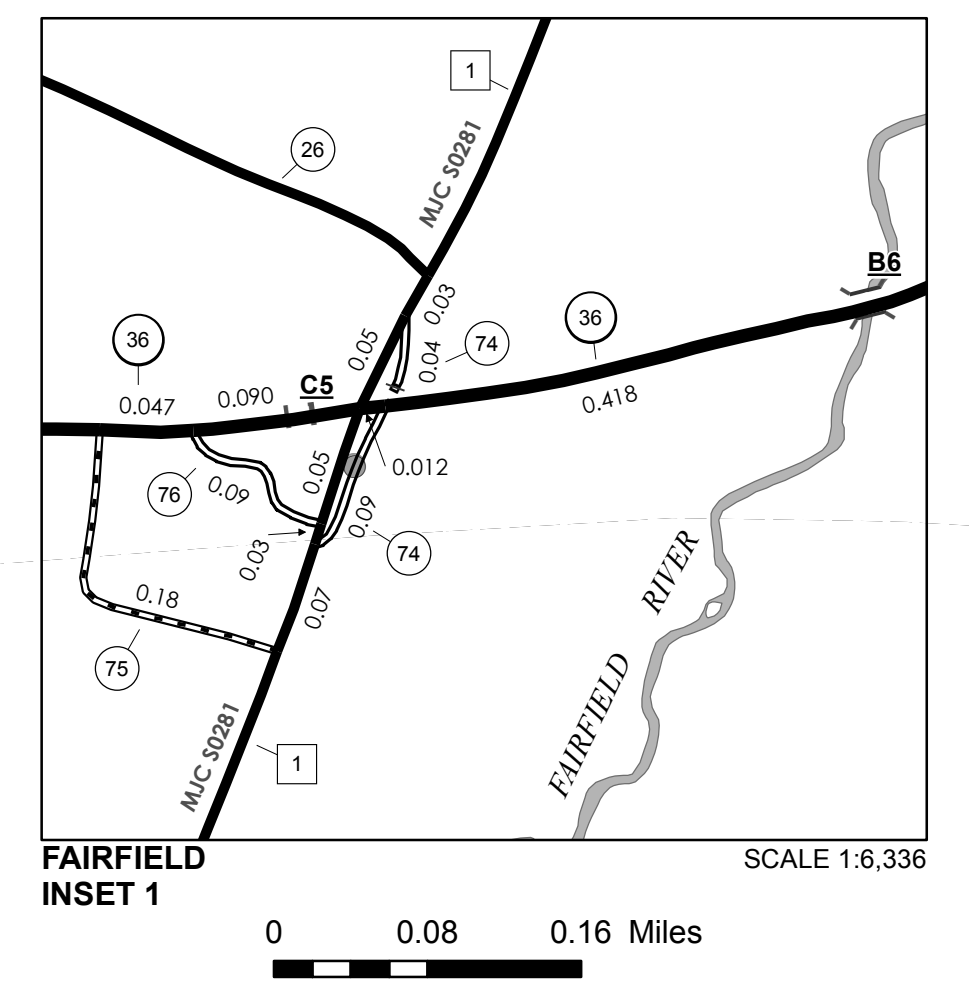 1
MJC S0281
26
0.03
36
36
0.05
0.04
74
B6
0.047
0.090
C5
0.418
0.012
0.05
76
0.09
0.09
74
0.03
0.18
0.07
75
RIVER
FAIRFIELD
MJC S0281
1
FAIRFIELD
INSET 1
SCALE 1:6,336
0 0.08 0.16 Miles